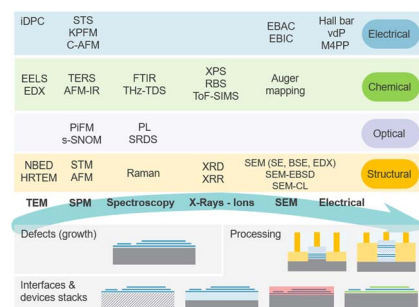 iDPC STS EBAC Hall bar
KPFM EBIC vdP Electrical
C-AFM M4PP
EELS TERS FTIR XPS Auger Chemical
EDX AFM-IR THz-TDS RBS mapping
ToF-SIMS
PiFM PL Optical
s-SNOM SRDS
NBED STM Raman XRD SEM (SE, BSE, EDX) Structural
HRTEM AFM XRR SEM-EBSD
SEM-CL
TEM SPM Spectroscopy X-Rays - Ions SEM Electrical
Defects (growth) Processing
Interfaces &
devices stacks